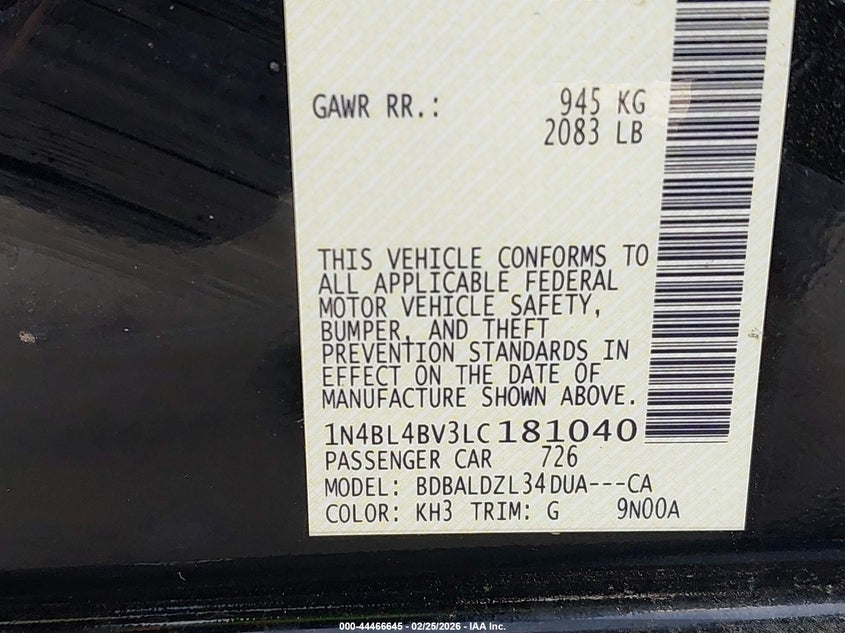 GAWR RR.: 945 KG
2083 LB
THIS VEHICLE CONFORMS TO
ALL APPLICABLE FEDERAL
MOTOR VEHICLE SAFETY,
BUMPER, AND THEFT
PREVENTION STANDARDS IN
EFFECT ON THE DATE OF
MANUFACTURE SHOWN ABOVE.
1N4BL4BV3LC181040
PASSENGER CAR 726
MODEL: BDBALDZL34DUA---CA
COLOR: KH3 TRIM: G 9N00A
000-44466645 - 02/25/2026 - IAA Inc.